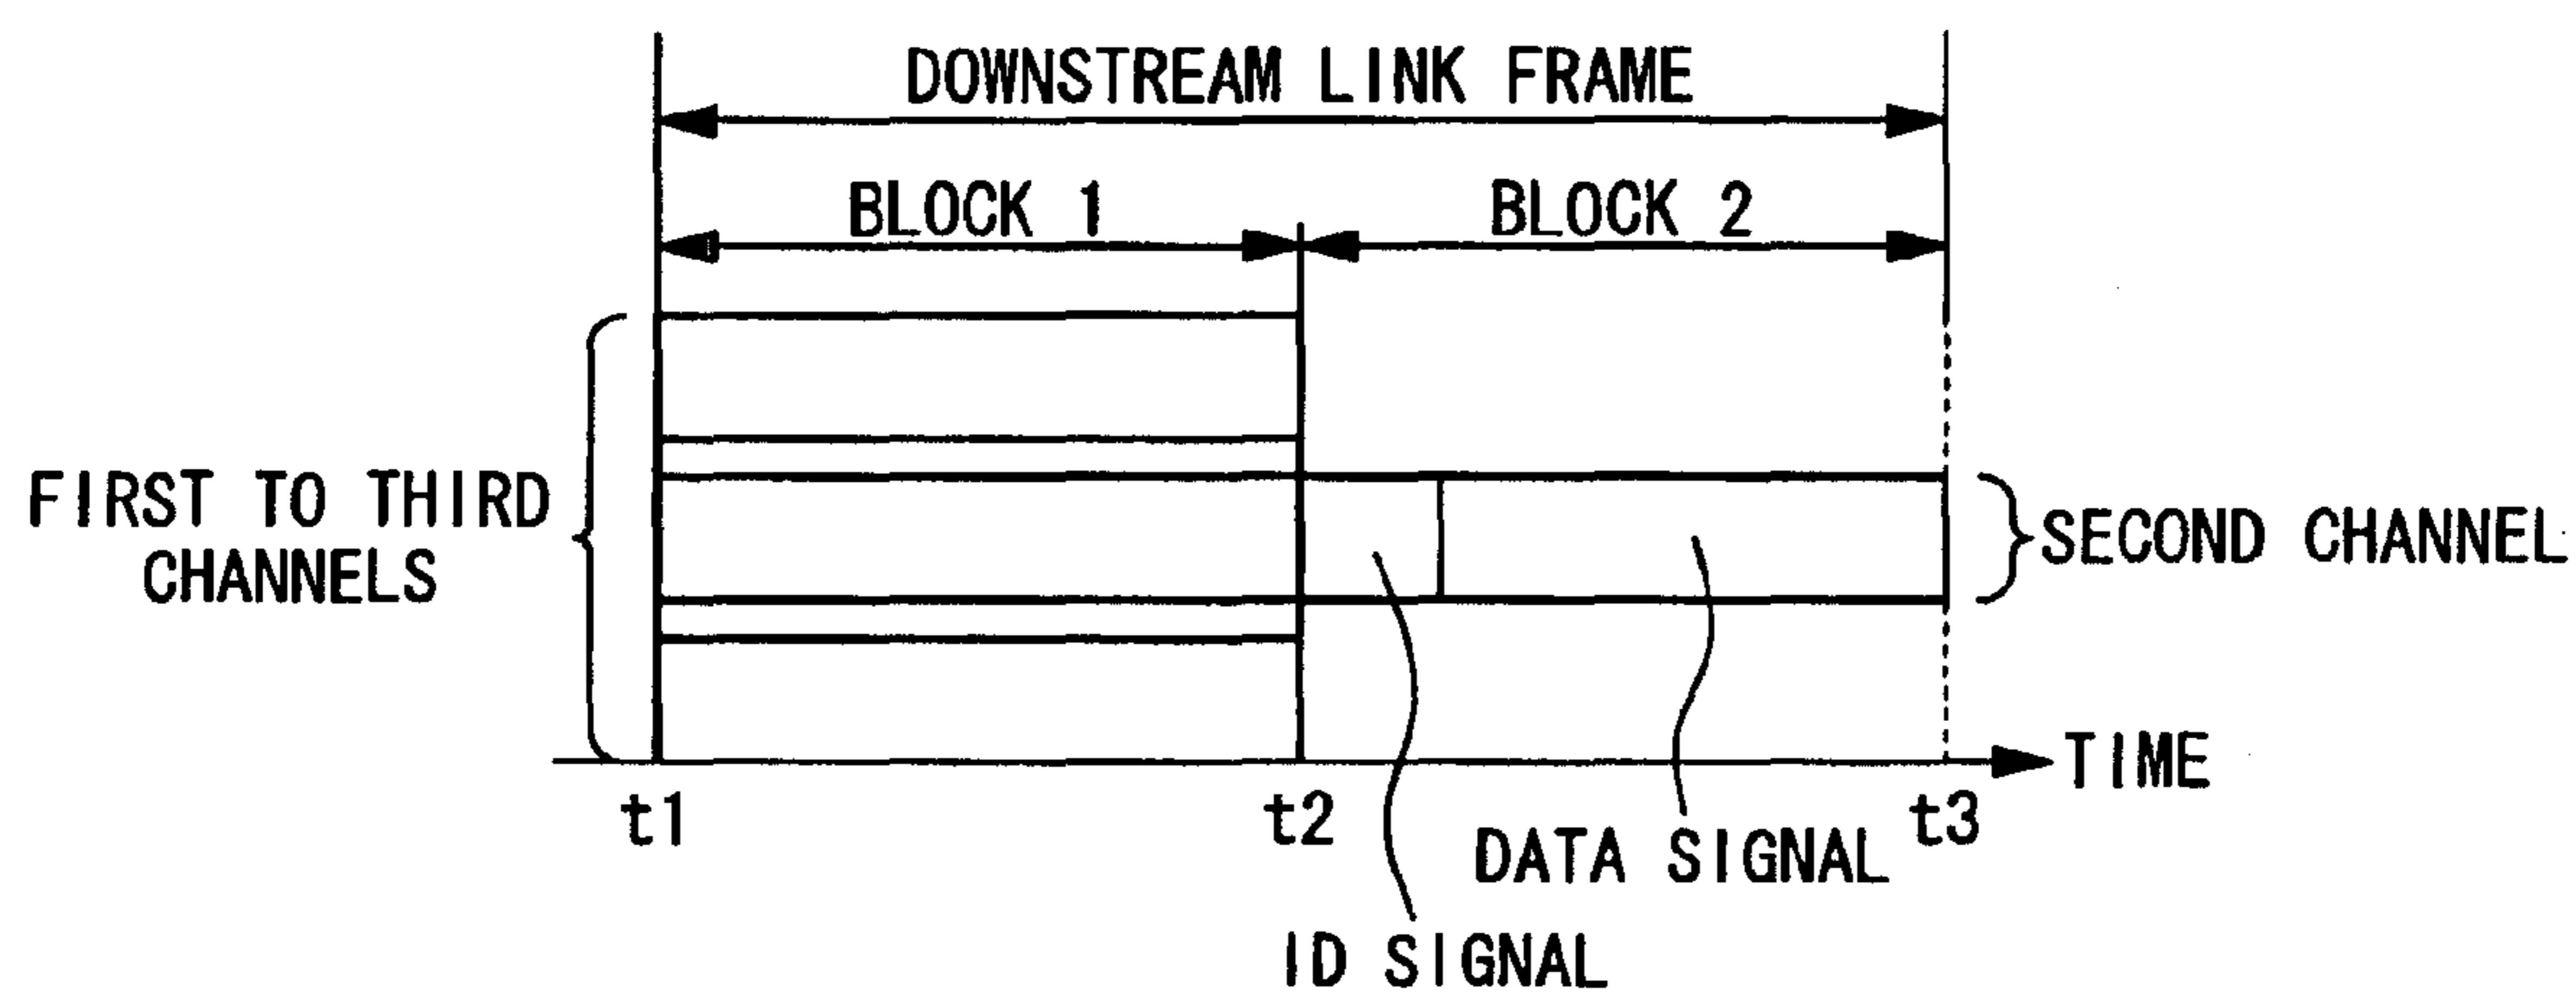 DOWNSTREAM LINK FRAME
BLOCK 1
BLOCK 2
FIRST TO THIRD
CHANNELS
SECOND CHANNEL
TIME
t1
t2
t3
DATA SIGNAL
ID SIGNAL